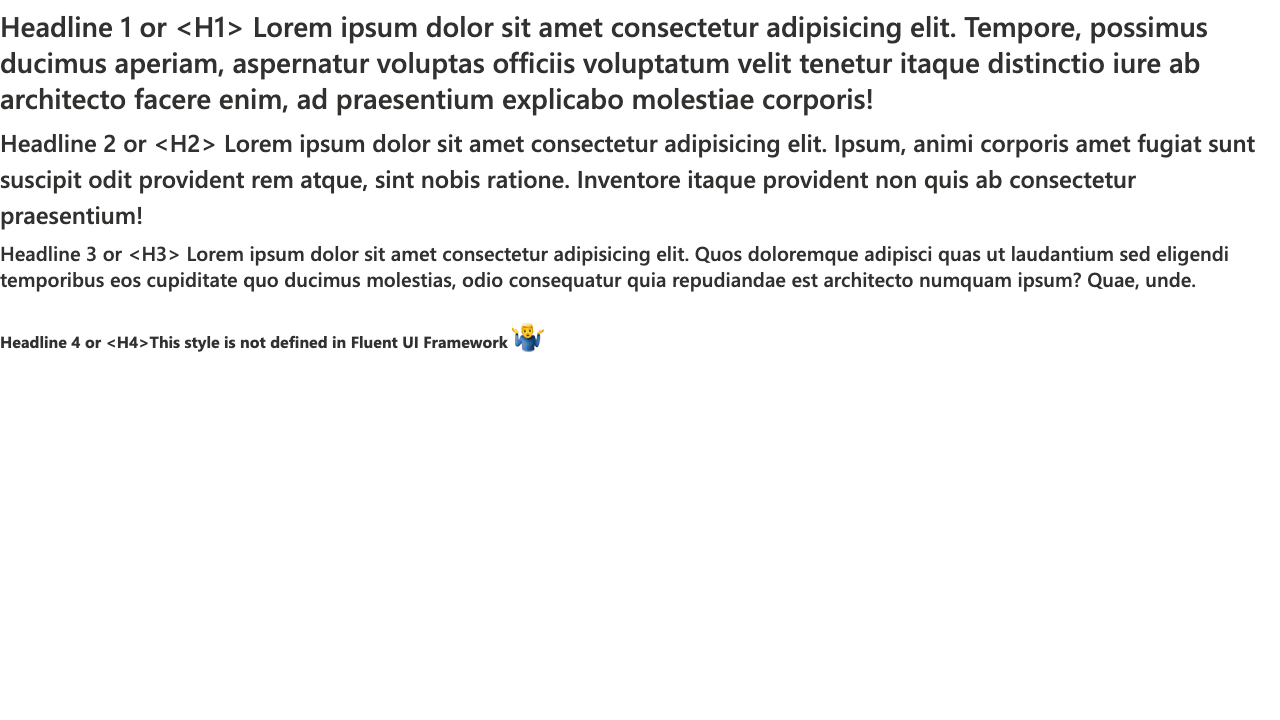 Headline 1 or <H1> Lorem ipsum dolor sit amet consectetur adipisicing elit. Tempore, possimus
ducimus aperiam, aspernatur voluptas officiis voluptatum velit tenetur itaque distinctio iure ab
architecto facere enim, ad praesentium explicabo molestiae corporis!
Headline 2 or <H2> Lorem ipsum dolor sit amet consectetur adipisicing elit. Ipsum, animi corporis amet fugiat sunt
suscipit odit provident rem atque, sint nobis ratione. Inventore itaque provident non quis ab consectetur
praesentium!
Headline 3 or <H3> Lorem ipsum dolor sit amet consectetur adipisicing elit. Quos doloremque adipisci quas ut laudantium sed eligendi
temporibus eos cupiditate quo ducimus molestias, odio consequatur quia repudiandae est architecto numquam ipsum? Quae, unde.
Headline 4 or <H4>This style is not defined in Fluent UI Framework 🤷‍♂️